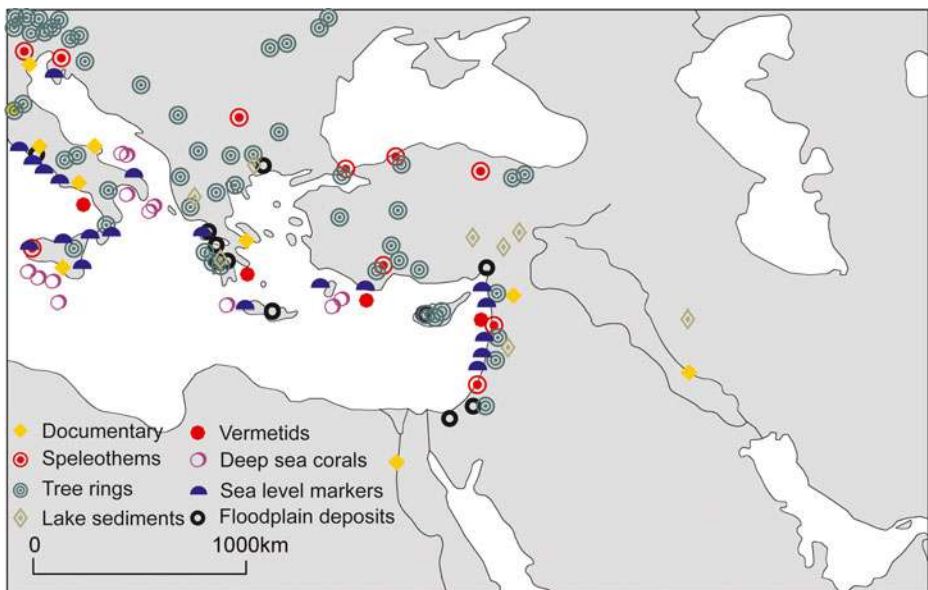 Documentary
Vermetids
Speleothems
Deep sea corals
Tree rings
Sea level markers
Lake sediments
Floodplain deposits
0
1000km